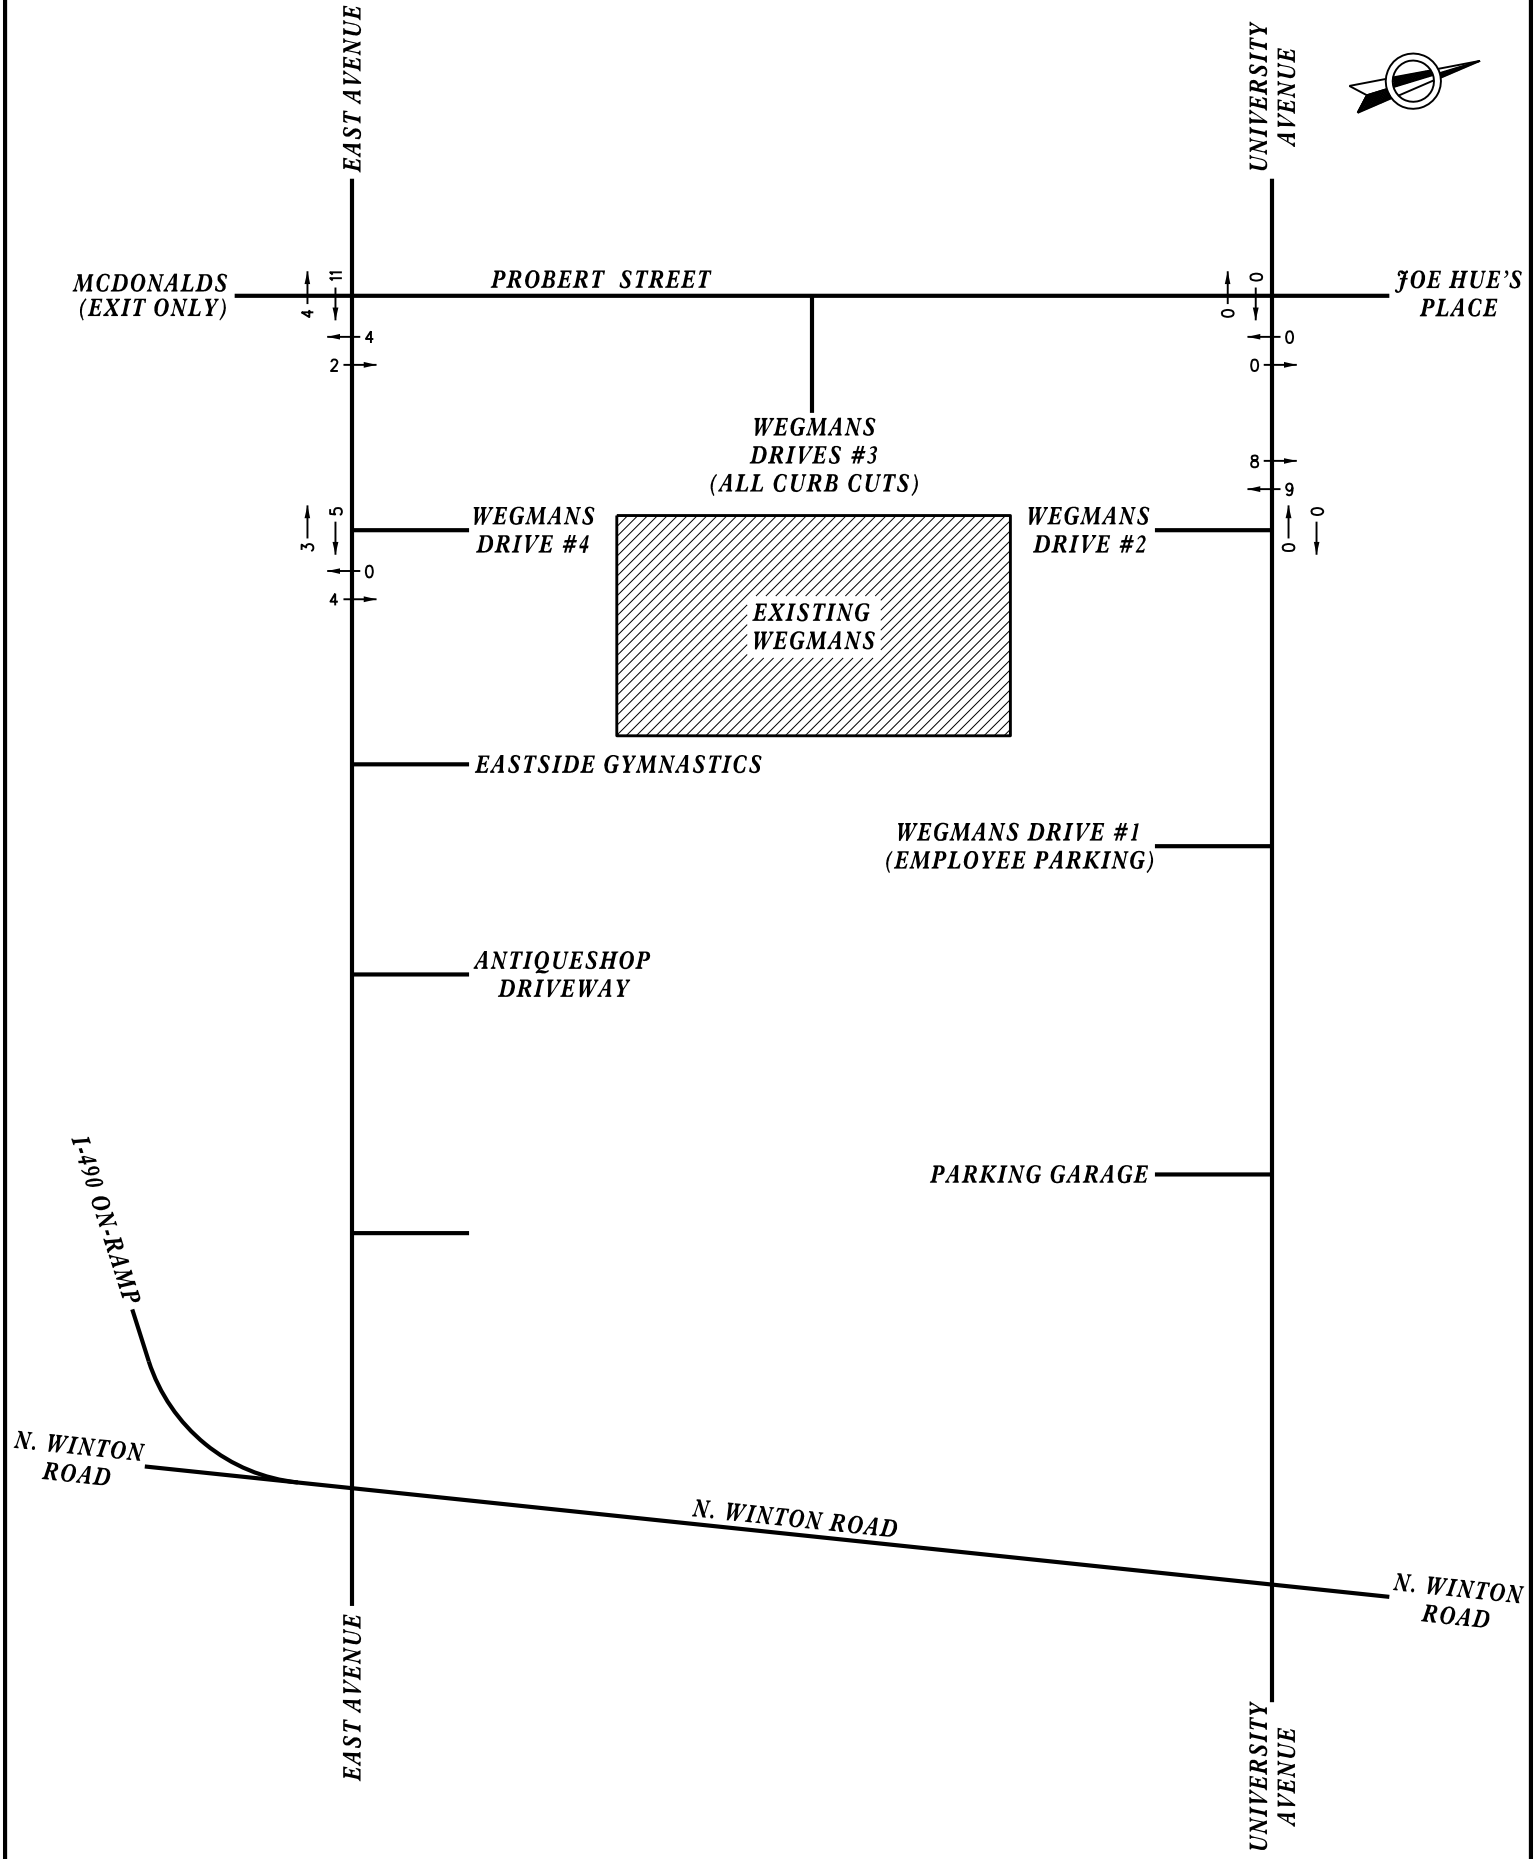 EAST AVENUE
UNIVERSITY
AVENUE
MCDONALDS
(EXIT ONLY)
4
11
PROBERT STREET
0
0
JOE HUE'S
PLACE
4
2
0
0
WEGMANS
DRIVES #3
(ALL CURB CUTS)
8
9
3
5
WEGMANS
DRIVE #4
WEGMANS
DRIVE #2
0
0
0
4
EXISTING
WEGMANS
EASTSIDE GYMNASTICS
WEGMANS DRIVE #1
(EMPLOYEE PARKING)
ANTIQUESHOP
DRIVEWAY
I-490 ON-RAMP
PARKING GARAGE
N. WINTON
ROAD
N. WINTON ROAD
N. WINTON
ROAD
EAST AVENUE
UNIVERSITY
AVENUE